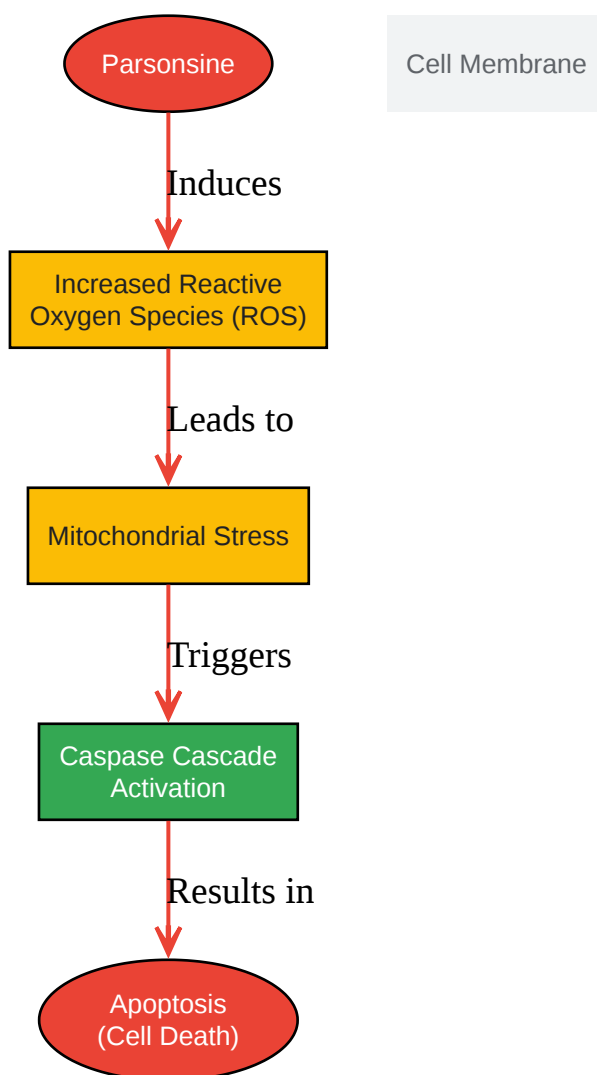 Parsonsine
Cell Membrane
Induces
Increased Reactive
Oxygen Species (ROS)
Leads to
Mitochondrial Stress
Triggers
Caspase Cascade
Activation
Results in
Apoptosis
(Cell Death)